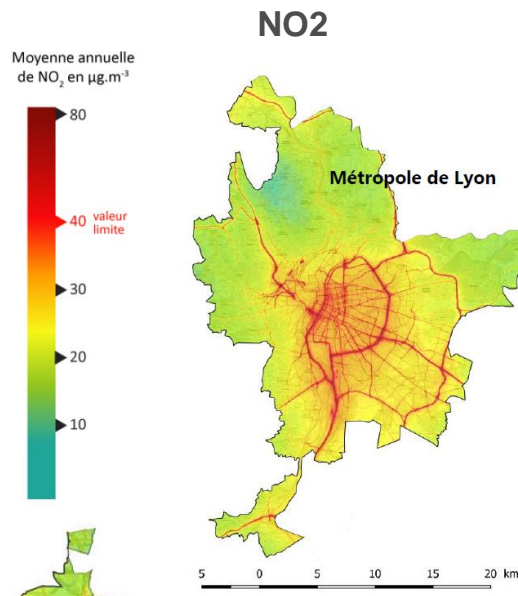 NO2
Moyenne annuelle
de NO₂ en µg.m⁻³
80
40 valeur
limite
30
20
10
Métropole de Lyon
5 0 5 10 15 20 km